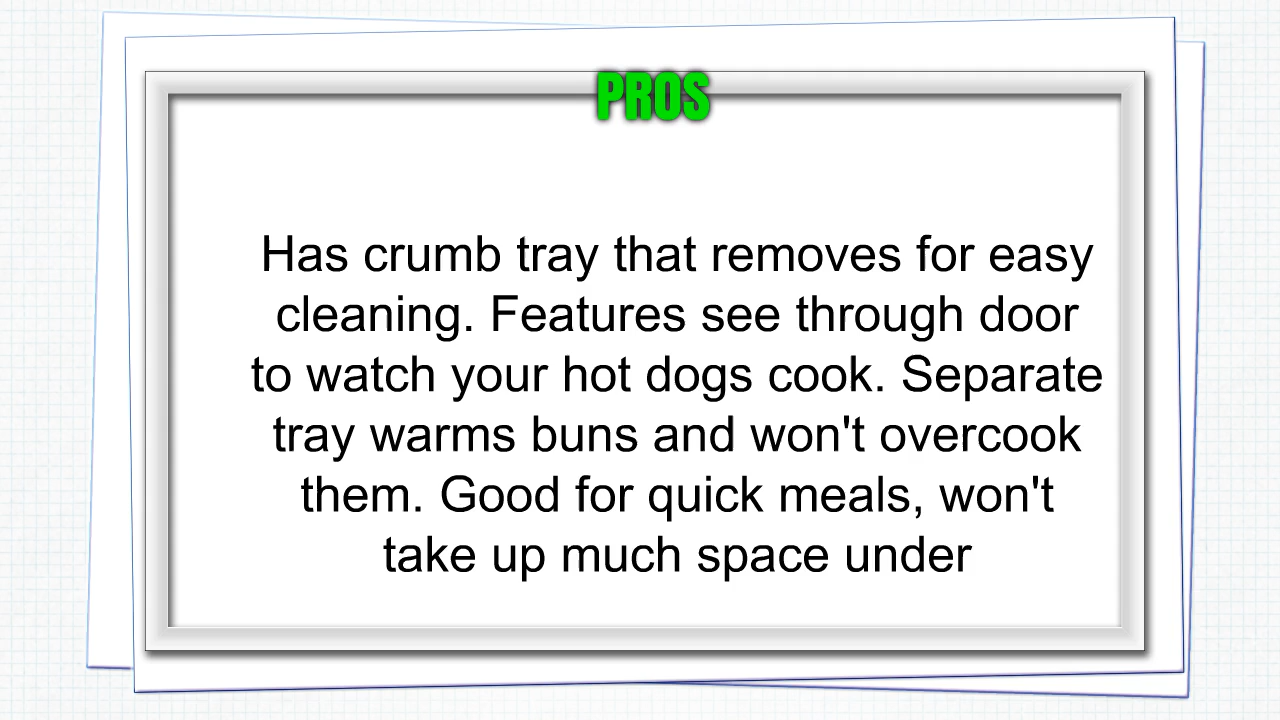 PROS
Has crumb tray that removes for easy
cleaning. Features see through door
to watch your hot dogs cook. Separate
tray warms buns and won't overcook
them. Good for quick meals, won't
take up much space under